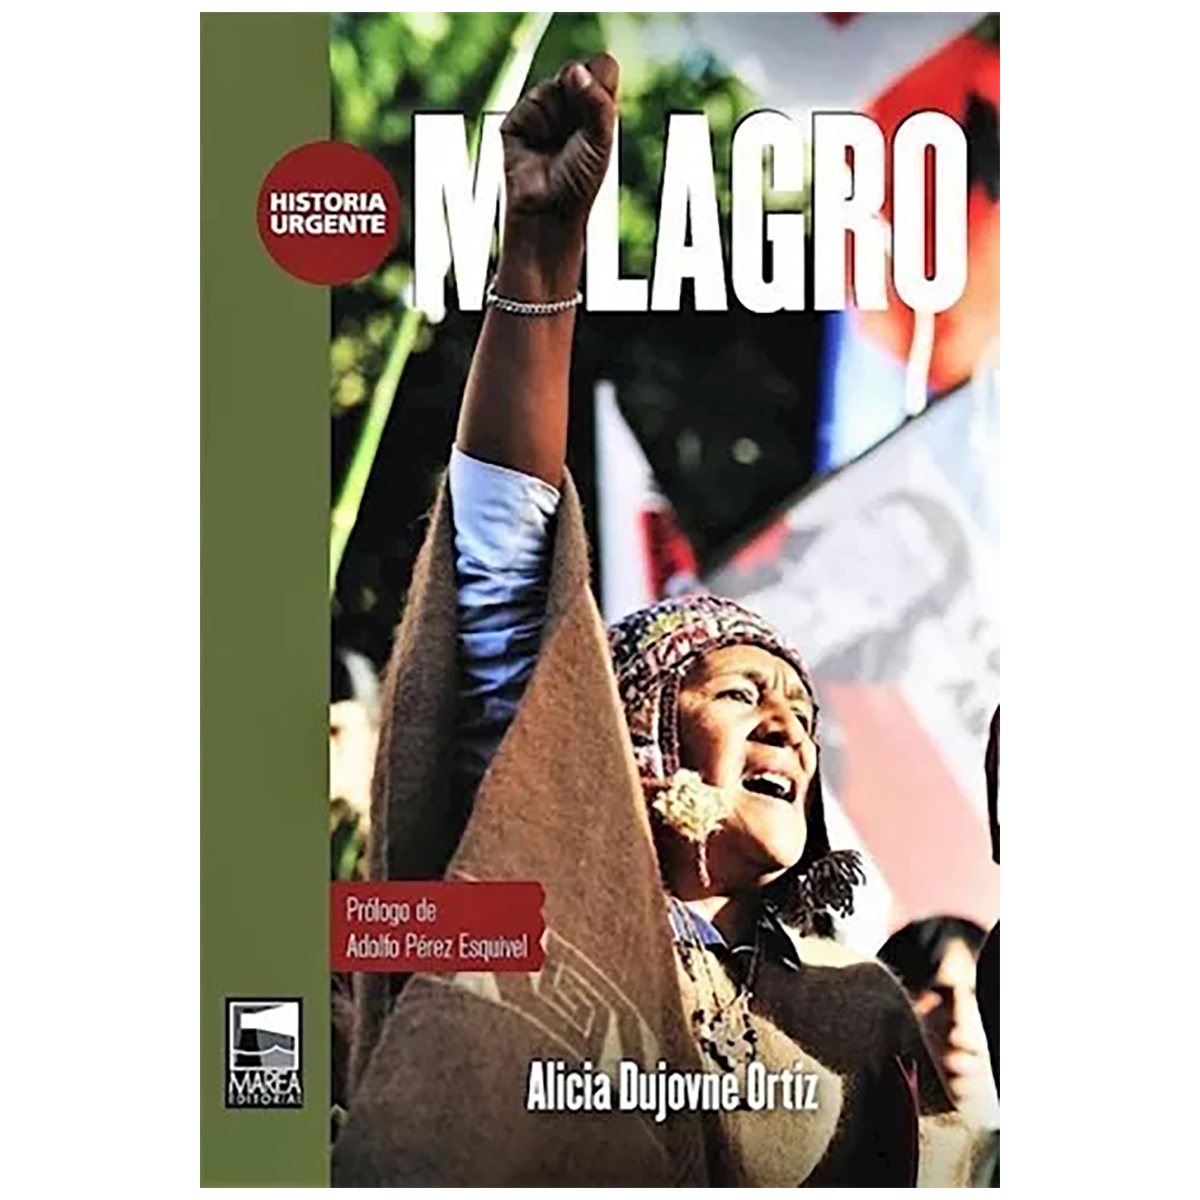 HISTORIA
URGENTE
MILAGRO
Prólogo de
Adolfo Pérez Esquivel
Alicia Dujovne Ortiz
MAREA
EDITORIAL